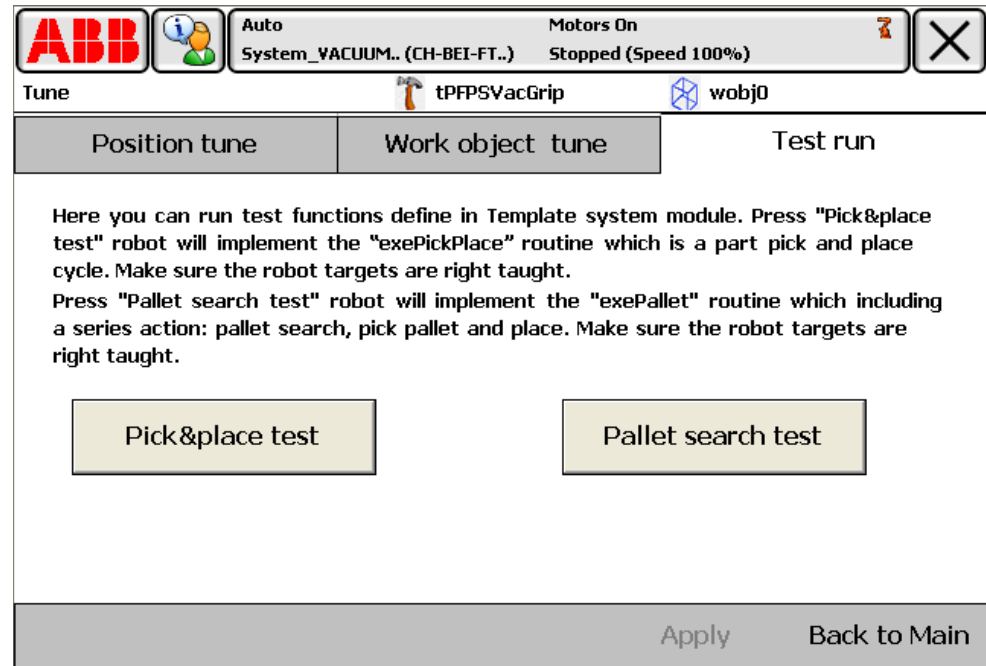 ABB
Auto Motors On
System_VACUUM.. (CH-BEI-FT..) Stopped (Speed 100%)
Tune tPFPSVacGrip wobj0
Position tune Work object tune Test run
Here you can run test functions define in Template system module. Press "Pick&place
test" robot will implement the "exePickPlace" routine which is a part pick and place
cycle. Make sure the robot targets are right taught.
Press "Pallet search test" robot will implement the "exePallet" routine which including
a series action: pallet search, pick pallet and place. Make sure the robot targets are
right taught.
Pick&place test Pallet search test
Apply Back to Main